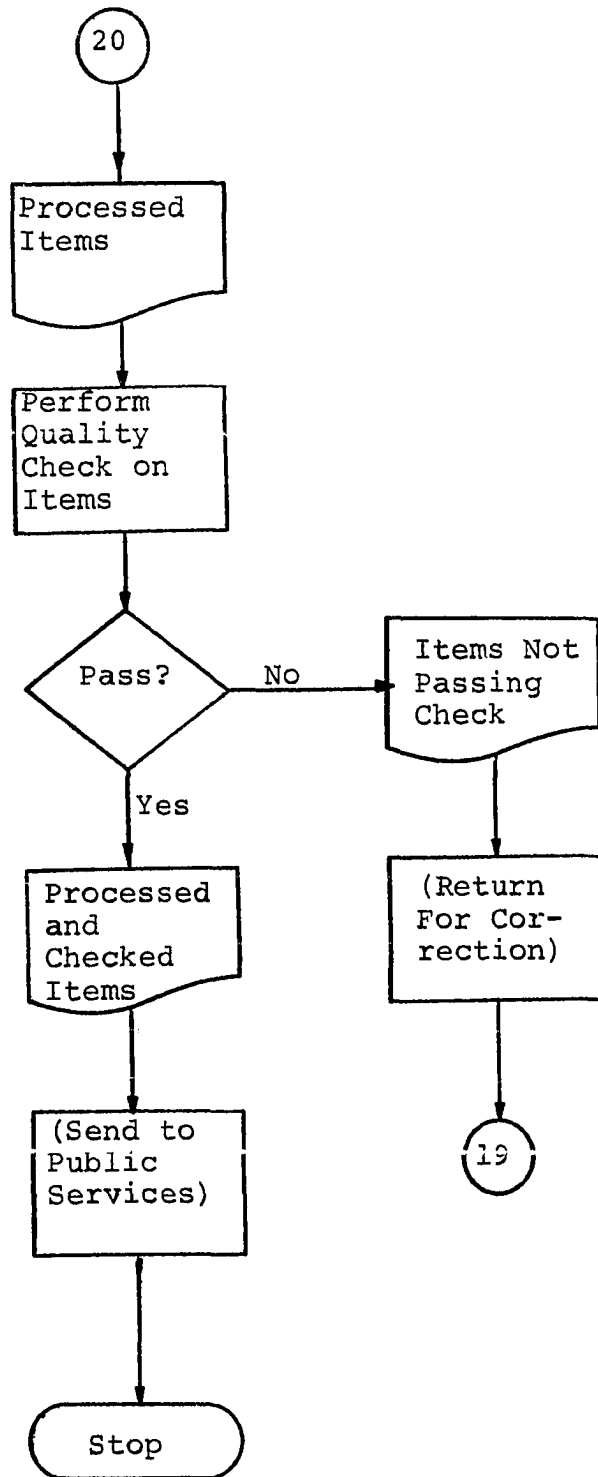 20
Processed
Items
Perform
Quality
Check on
Items
Pass?
No
Items Not
Passing
Check
Yes
Processed
and
Checked
Items
(Return
For Cor-
rection)
(Send to
Public
Services)
19
Stop